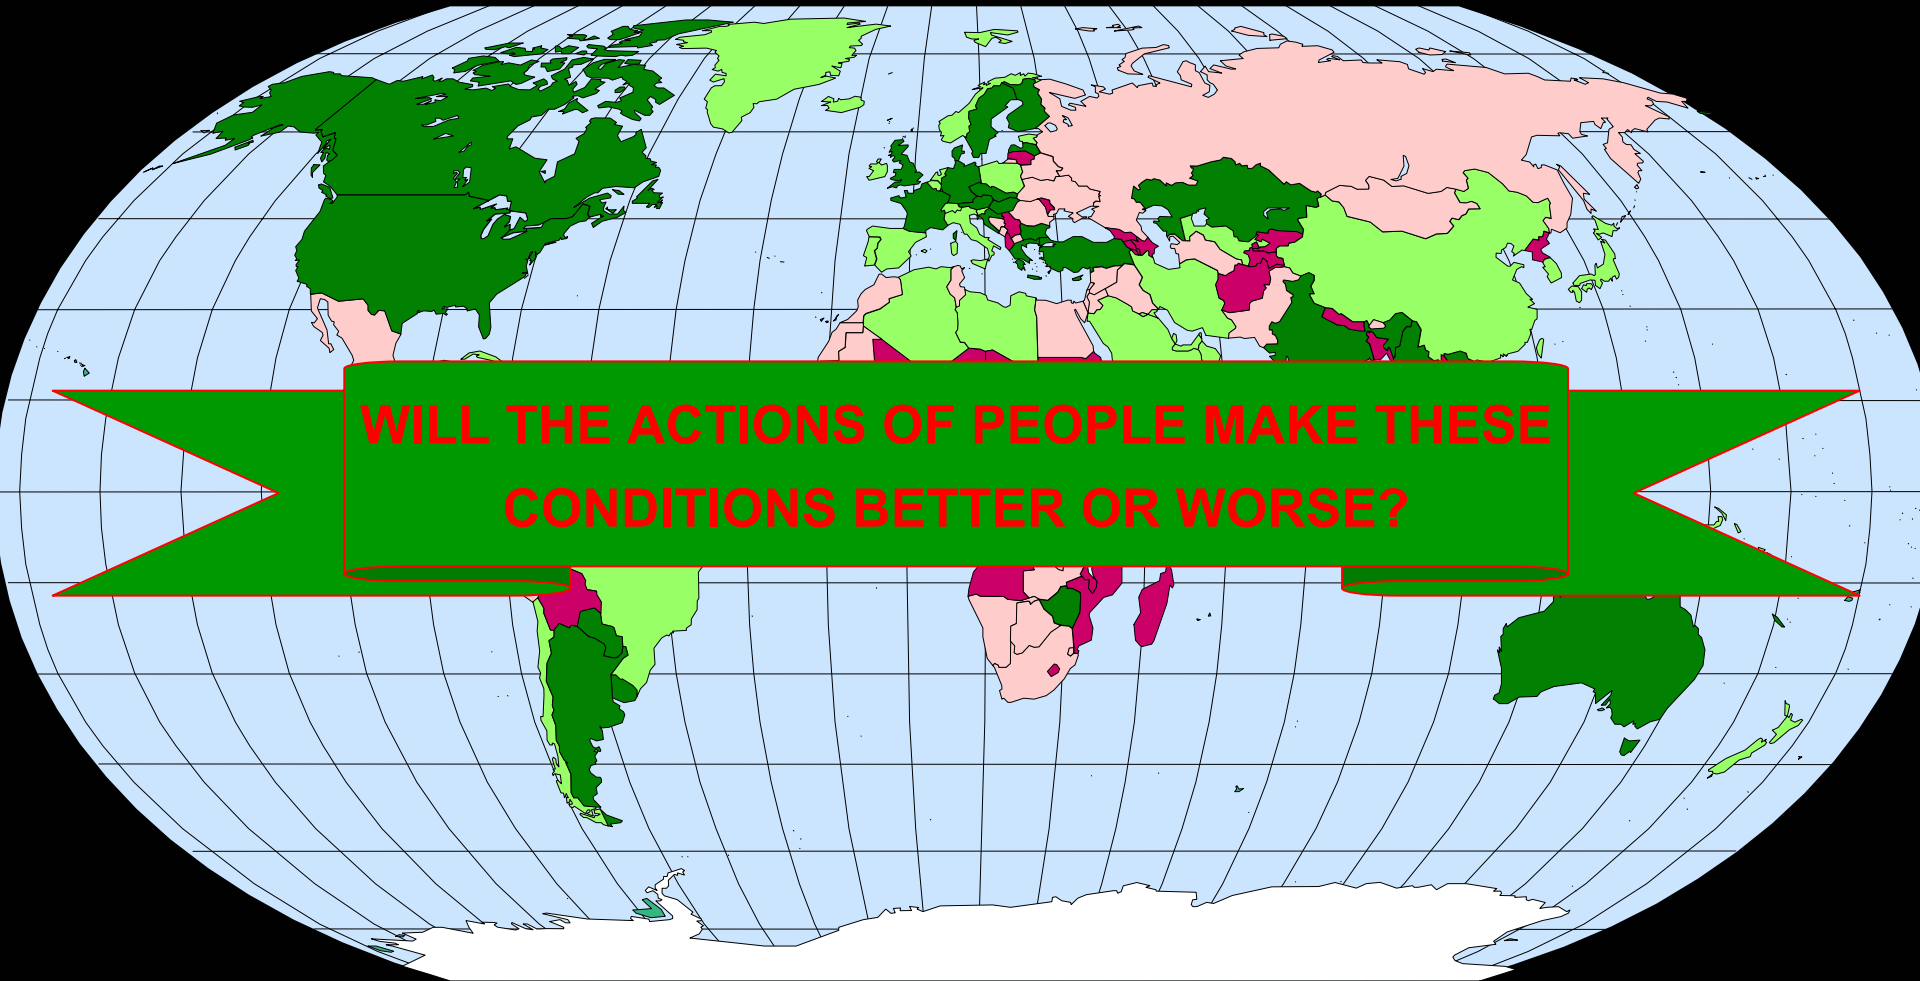 WILL THE ACTIONS OF PEOPLE MAKE THESE
CONDITIONS BETTER OR WORSE?